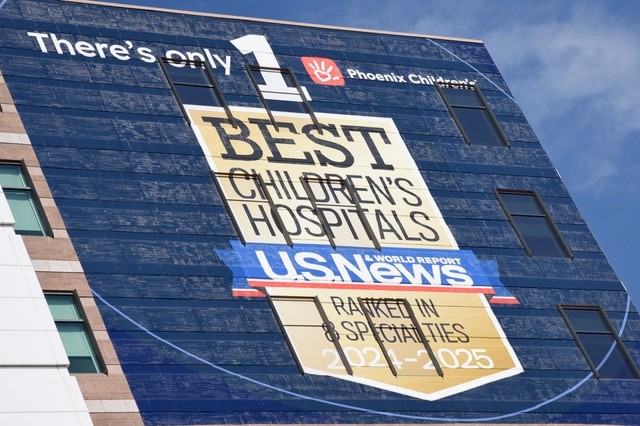 There's only 1
Phoenix Children's
BEST
CHILDREN'S
HOSPITALS
U.S.News
& WORLD REPORT
RANKED IN
8 SPECIALTIES
2024-2025